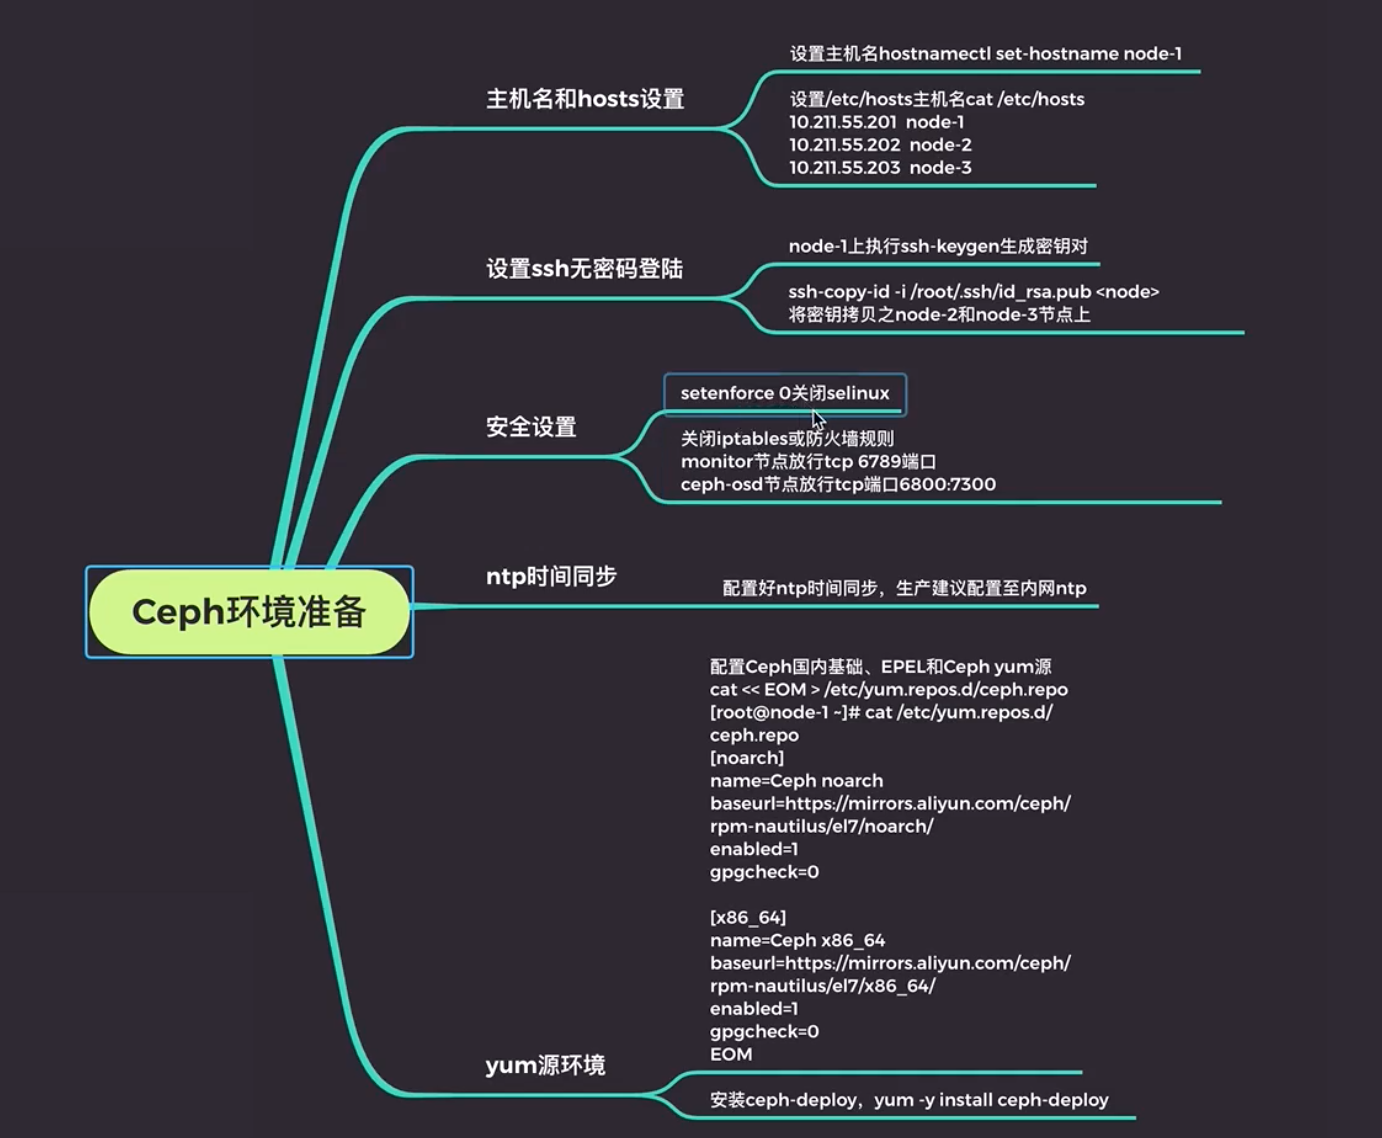 设置主机名hostnamectl set-hostname node-1
主机名和hosts设置
设置/etc/hosts主机名cat /etc/hosts
10.211.55.201 node-1
10.211.55.202 node-2
10.211.55.203 node-3
node-1上执行ssh-keygen生成密钥对
设置ssh无密码登陆
ssh-copy-id -i /root/.ssh/id_rsa.pub <node>
将密钥拷贝之node-2和node-3节点上
setenforce 0关闭selinux
安全设置
关闭iptables或防火墙规则
monitor节点放行tcp 6789端口
ceph-osd节点放行tcp端口6800:7300
ntp时间同步
配置好ntp时间同步，生产建议配置至内网ntp
Ceph环境准备
配置Ceph国内基础、EPEL和Ceph yum源
cat << EOM > /etc/yum.repos.d/ceph.repo
[root@node-1 ~]# cat /etc/yum.repos.d/
ceph.repo
[noarch]
name=Ceph noarch
baseurl=https://mirrors.aliyun.com/ceph/
rpm-nautilus/el7/noarch/
enabled=1
gpgcheck=0
[x86_64]
name=Ceph x86_64
baseurl=https://mirrors.aliyun.com/ceph/
rpm-nautilus/el7/x86_64/
enabled=1
gpgcheck=0
EOM
yum源环境
安装ceph-deploy，yum -y install ceph-deploy